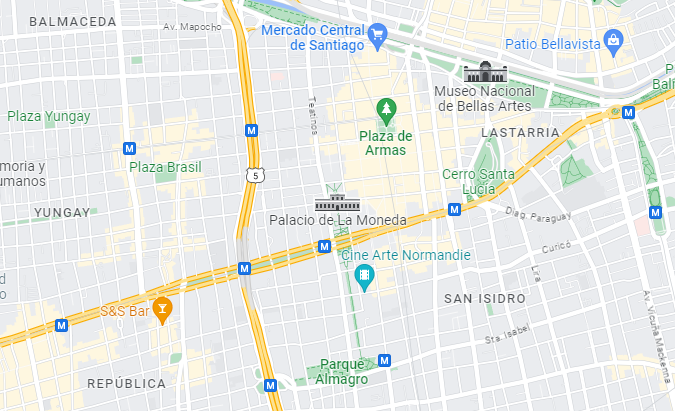 BALMACEDA
Av. Mapocho
Mercado Central
de Santiago
Patio Bellavista
Museo Nacional
de Bellas Artes
P
Bali
Plaza Yungay
Teatinos
Plaza de
Armas
LASTARRIA
M
M
M
Plaza Brasil
emoria y
umanos
5
Cerro Santa
Lucía
YUNGAY
Palacio de La Moneda
M
Diag. Paraguay
M
M
Curicó
Cine Arte Normandie
M
Lira
d
o
S&S Bar
M
SAN ISIDRO
Av. Vicuña Mackenna
Sta. Isabel
Parque
Almagro
M
REPÚBLICA
M